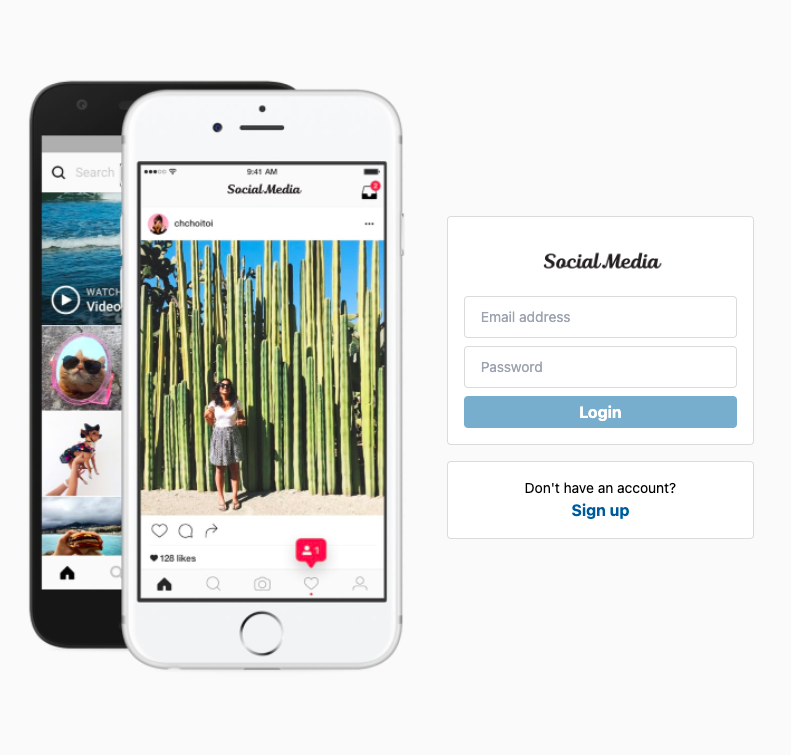 Search
WATCH
Video
9:41 AM
Social Media
2
chchoitoi
128 likes
1
Social Media
Email address
Password
Login
Don't have an account?
Sign up